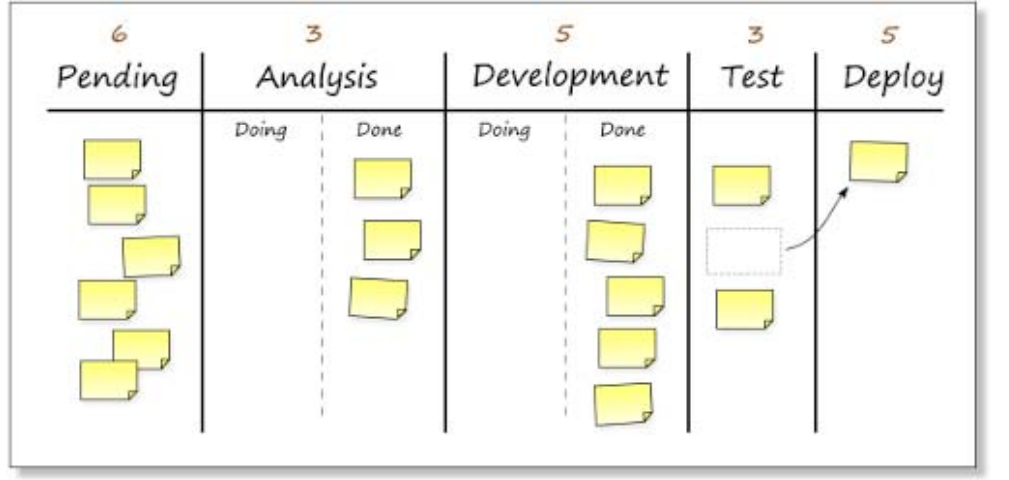 6 3 5 3 5
Pending Analysis Development Test Deploy
Doing Done Doing Done